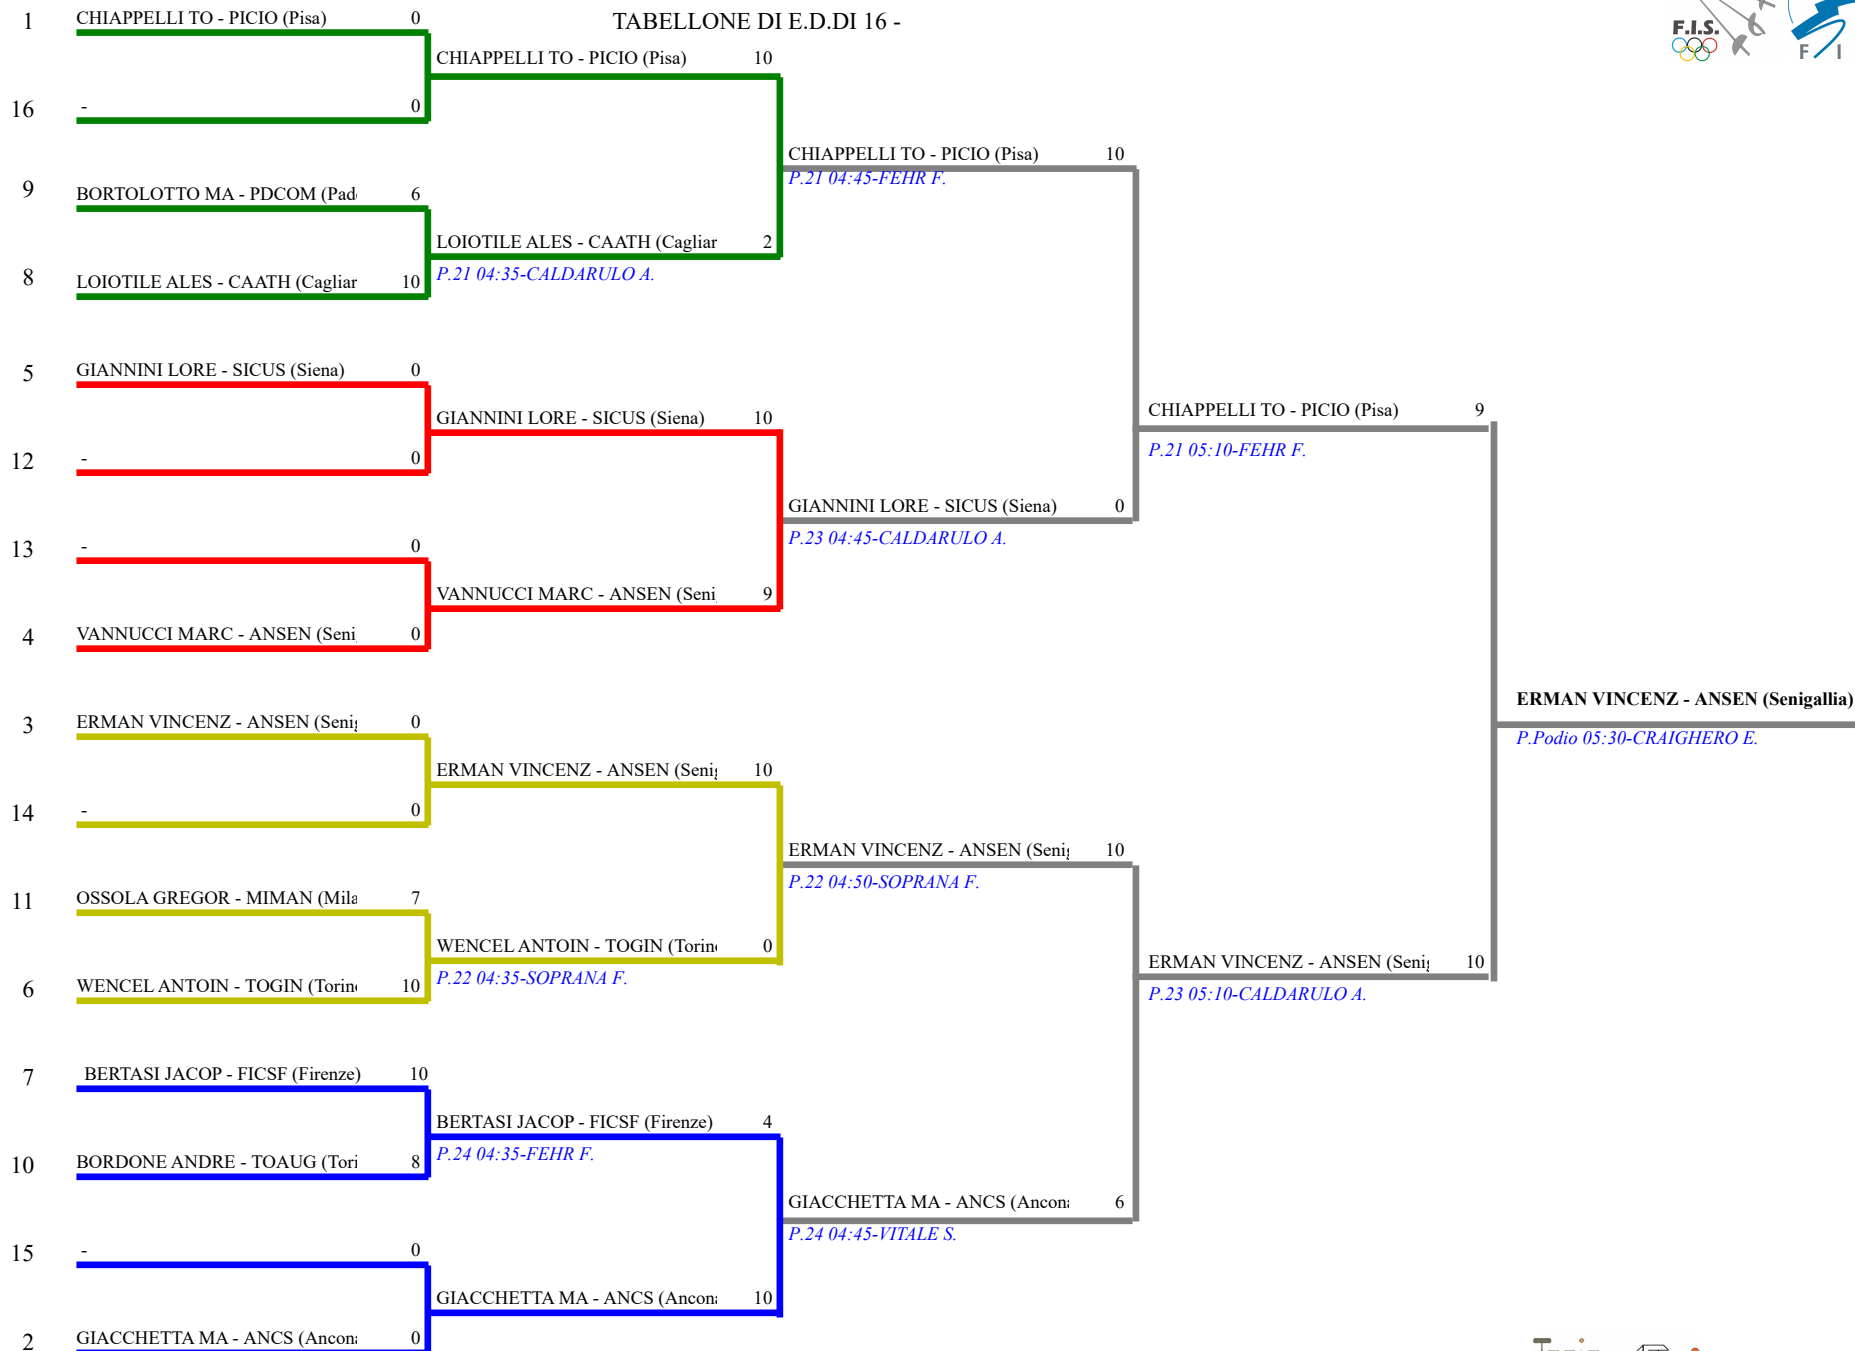 TABELLONE DI E.D.DI 16 -
F.I.S.
F I
1 CHIAPPELLI TO - PICIO (Pisa) 0
CHIAPPELLI TO - PICIO (Pisa) 10
16 - 0
CHIAPPELLI TO - PICIO (Pisa) 10
P.21 04:45-FEHR F.
9 BORTOLOTTO MA - PDCOM (Pad 6
LOIOTILE ALES - CAATH (Cagliar 2
P.21 04:35-CALDARULO A.
8 LOIOTILE ALES - CAATH (Cagliar 10
5 GIANNINI LORE - SICUS (Siena) 0
GIANNINI LORE - SICUS (Siena) 10
CHIAPPELLI TO - PICIO (Pisa) 9
P.21 05:10-FEHR F.
12 - 0
GIANNINI LORE - SICUS (Siena) 0
P.23 04:45-CALDARULO A.
13 - 0
VANNUCCI MARC - ANSEN (Seni 9
4 VANNUCCI MARC - ANSEN (Seni 0
ERMAN VINCENZ - ANSEN (Senigallia)
P.Podio 05:30-CRAIGHERO E.
3 ERMAN VINCENZ - ANSEN (Senig 0
ERMAN VINCENZ - ANSEN (Senig 10
14 - 0
ERMAN VINCENZ - ANSEN (Senig 10
P.22 04:50-SOPRANA F.
11 OSSOLA GREGOR - MIMAN (Mila 7
WENCEL ANTOIN - TOGIN (Torin 0
P.22 04:35-SOPRANA F.
ERMAN VINCENZ - ANSEN (Senig 10
P.23 05:10-CALDARULO A.
6 WENCEL ANTOIN - TOGIN (Torin 10
7 BERTASI JACOP - FICSF (Firenze) 10
BERTASI JACOP - FICSF (Firenze) 4
P.24 04:35-FEHR F.
10 BORDONE ANDRE - TOAUG (Tori 8
GIACCHETTA MA - ANCS (Ancona 6
P.24 04:45-VITALE S.
15 - 0
GIACCHETTA MA - ANCS (Ancona 10
2 GIACCHETTA MA - ANCS (Ancona 0